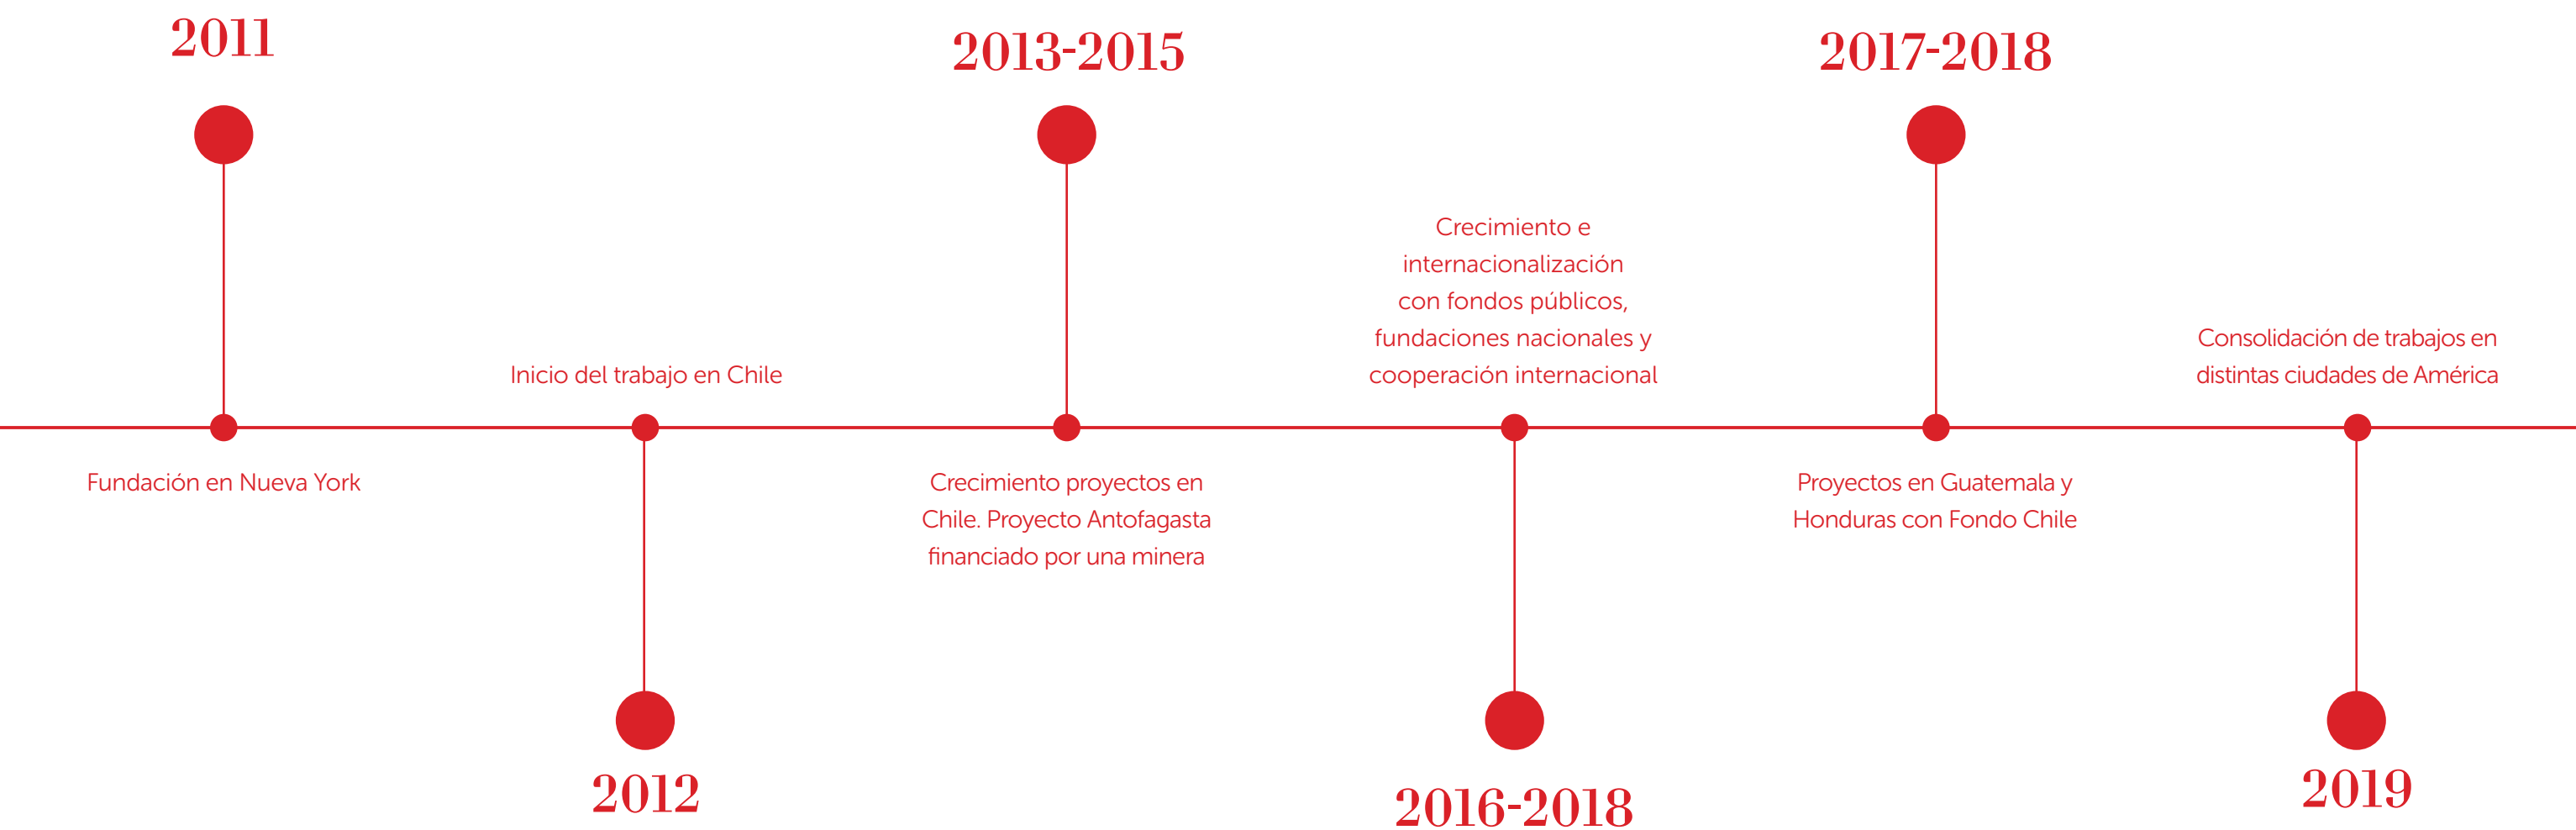 2011
Fundación en Nueva York
Inicio del trabajo en Chile
2012
2013-2015
Crecimiento proyectos en
Chile. Proyecto Antofagasta
financiado por una minera
Crecimiento e
internacionalización
con fondos públicos,
fundaciones nacionales y
cooperación internacional
2016-2018
2017-2018
Proyectos en Guatemala y
Honduras con Fondo Chile
Consolidación de trabajos en
distintas ciudades de América
2019